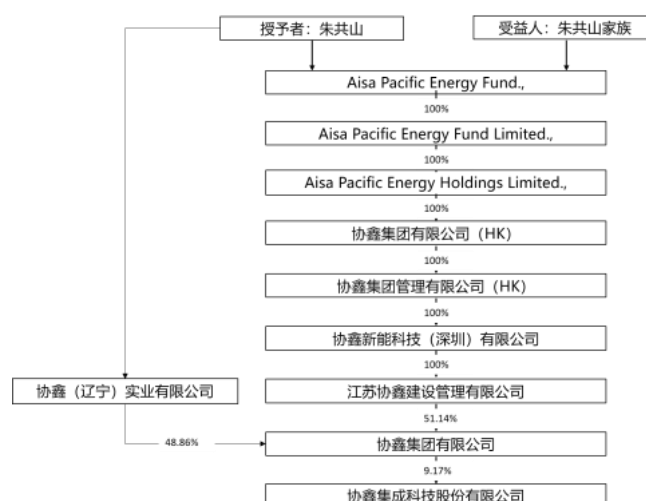 授予者：朱共山
受益人：朱共山家族
Aisa Pacific Energy Fund.,
100%
Aisa Pacific Energy Fund Limited.,
100%
Aisa Pacific Energy Holdings Limited.,
100%
协鑫集团有限公司（HK）
100%
协鑫集团管理有限公司（HK）
100%
协鑫新能科技（深圳）有限公司
100%
协鑫（辽宁）实业有限公司
江苏协鑫建设管理有限公司
51.14%
48.86%
协鑫集团有限公司
9.17%
协鑫集成科技股份有限公司